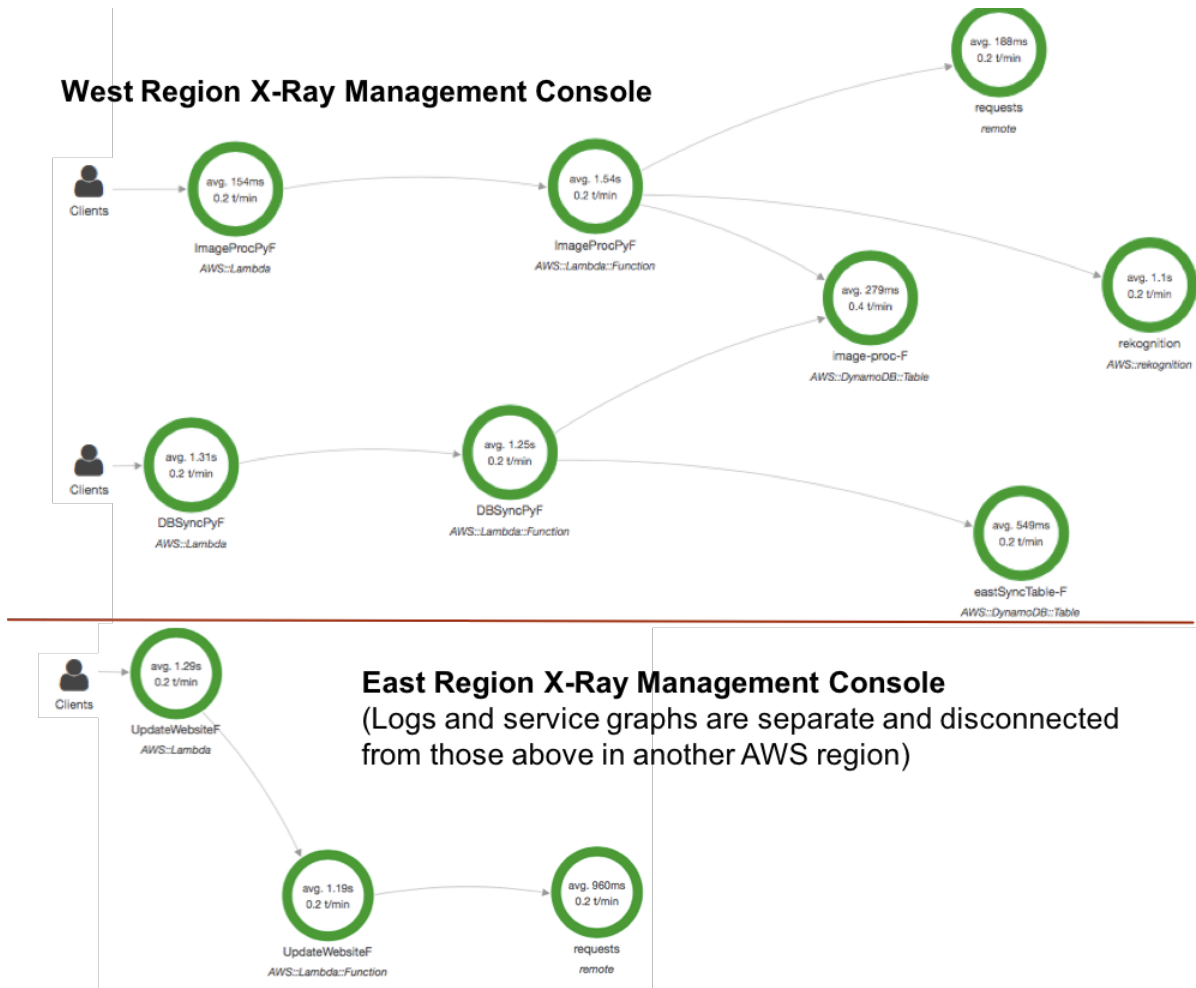 avg. 188ms
0.2 t/min
requests
remote
West Region X-Ray Management Console
Clients
avg. 154ms
0.2 t/min
ImageProcPyF
AWS::Lambda
avg. 1.54s
0.2 t/min
ImageProcPyF
AWS::Lambda::Function
avg. 279ms
0.4 t/min
image-proc-F
AWS::DynamoDB::Table
avg. 1.1s
0.2 t/min
rekognition
AWS::rekognition
Clients
avg. 1.31s
0.2 t/min
DBSyncPyF
AWS::Lambda
avg. 1.25s
0.2 t/min
DBSyncPyF
AWS::Lambda::Function
avg. 549ms
0.2 t/min
eastSyncTable-F
AWS::DynamoDB::Table
Clients
avg. 1.29s
0.2 t/min
UpdateWebsiteF
AWS::Lambda
East Region X-Ray Management Console
(Logs and service graphs are separate and disconnected
from those above in another AWS region)
avg. 1.19s
0.2 t/min
UpdateWebsiteF
AWS::Lambda::Function
avg. 960ms
0.2 t/min
requests
remote